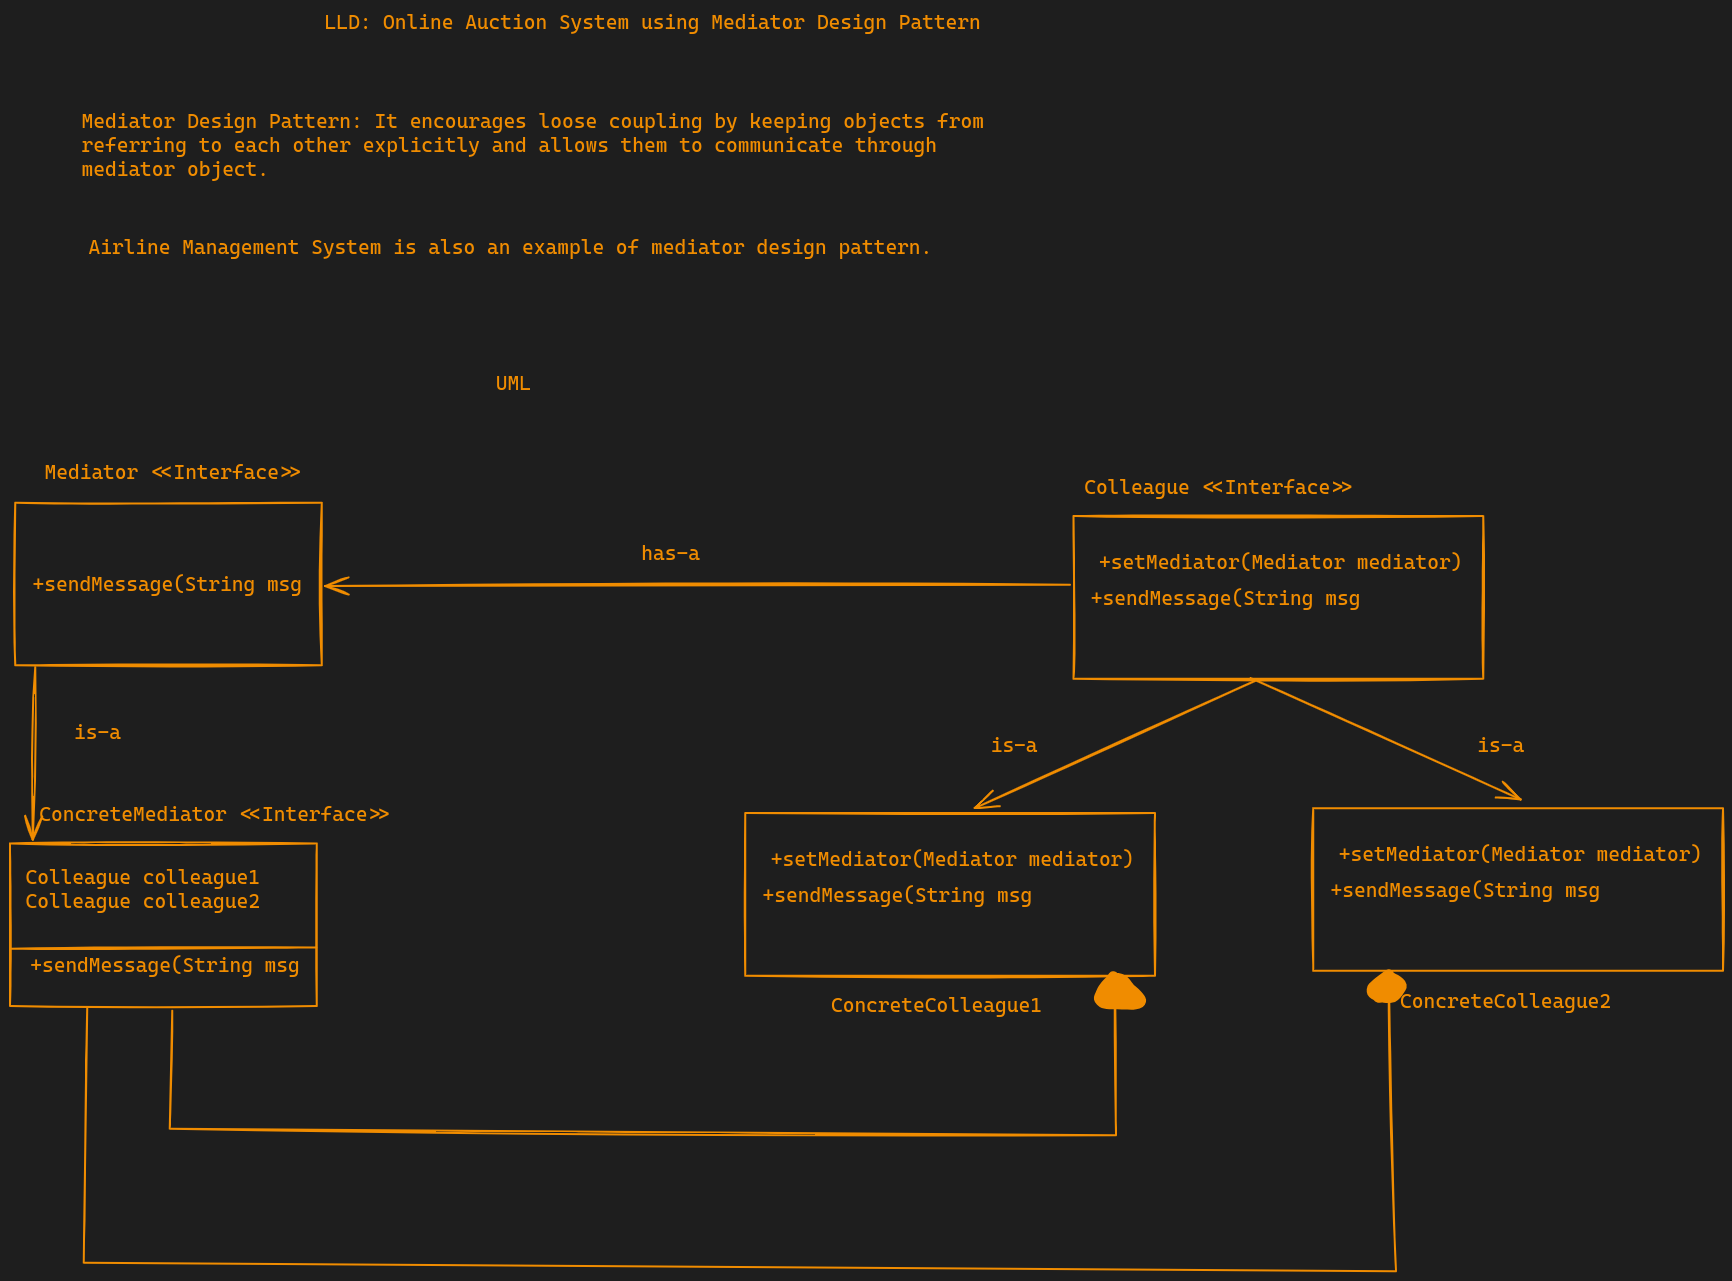 LLD: Online Auction System using Mediator Design Pattern
Mediator Design Pattern: It encourages loose coupling by keeping objects from
referring to each other explicitly and allows them to communicate through
mediator object.
Airline Management System is also an example of mediator design pattern.
UML
Mediator <<Interface>>
+sendMessage(String msg
has-a
Colleague <<Interface>>
+setMediator(Mediator mediator)
+sendMessage(String msg
is-a
is-a
is-a
ConcreteMediator <<Interface>>
Colleague colleague1
Colleague colleague2
+sendMessage(String msg
+setMediator(Mediator mediator)
+sendMessage(String msg
ConcreteColleague1
+setMediator(Mediator mediator)
+sendMessage(String msg
ConcreteColleague2